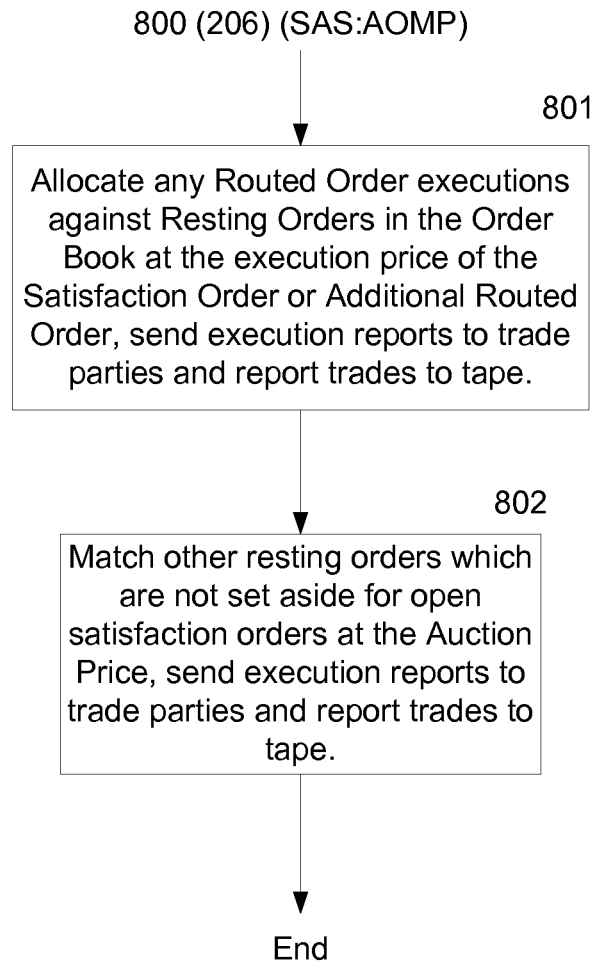 800 (206) (SAS:AOMP)
801
Allocate any Routed Order executions
against Resting Orders in the Order
Book at the execution price of the
Satisfaction Order or Additional Routed
Order, send execution reports to trade
parties and report trades to tape.
802
Match other resting orders which
are not set aside for open
satisfaction orders at the Auction
Price, send execution reports to
trade parties and report trades to
tape.
End